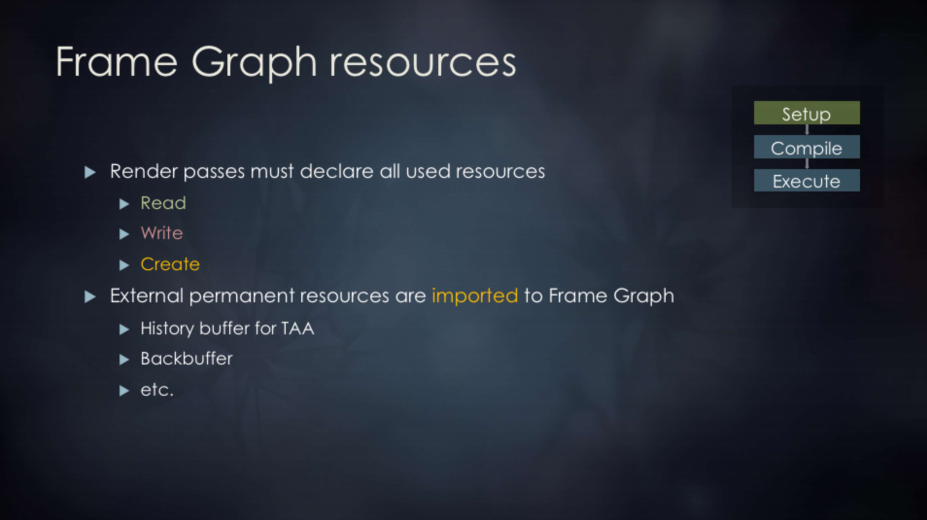 Frame Graph resources
Setup
Compile
Execute
Render passes must declare all used resources
Read
Write
Create
External permanent resources are imported to Frame Graph
History buffer for TAA
Backbuffer
etc.